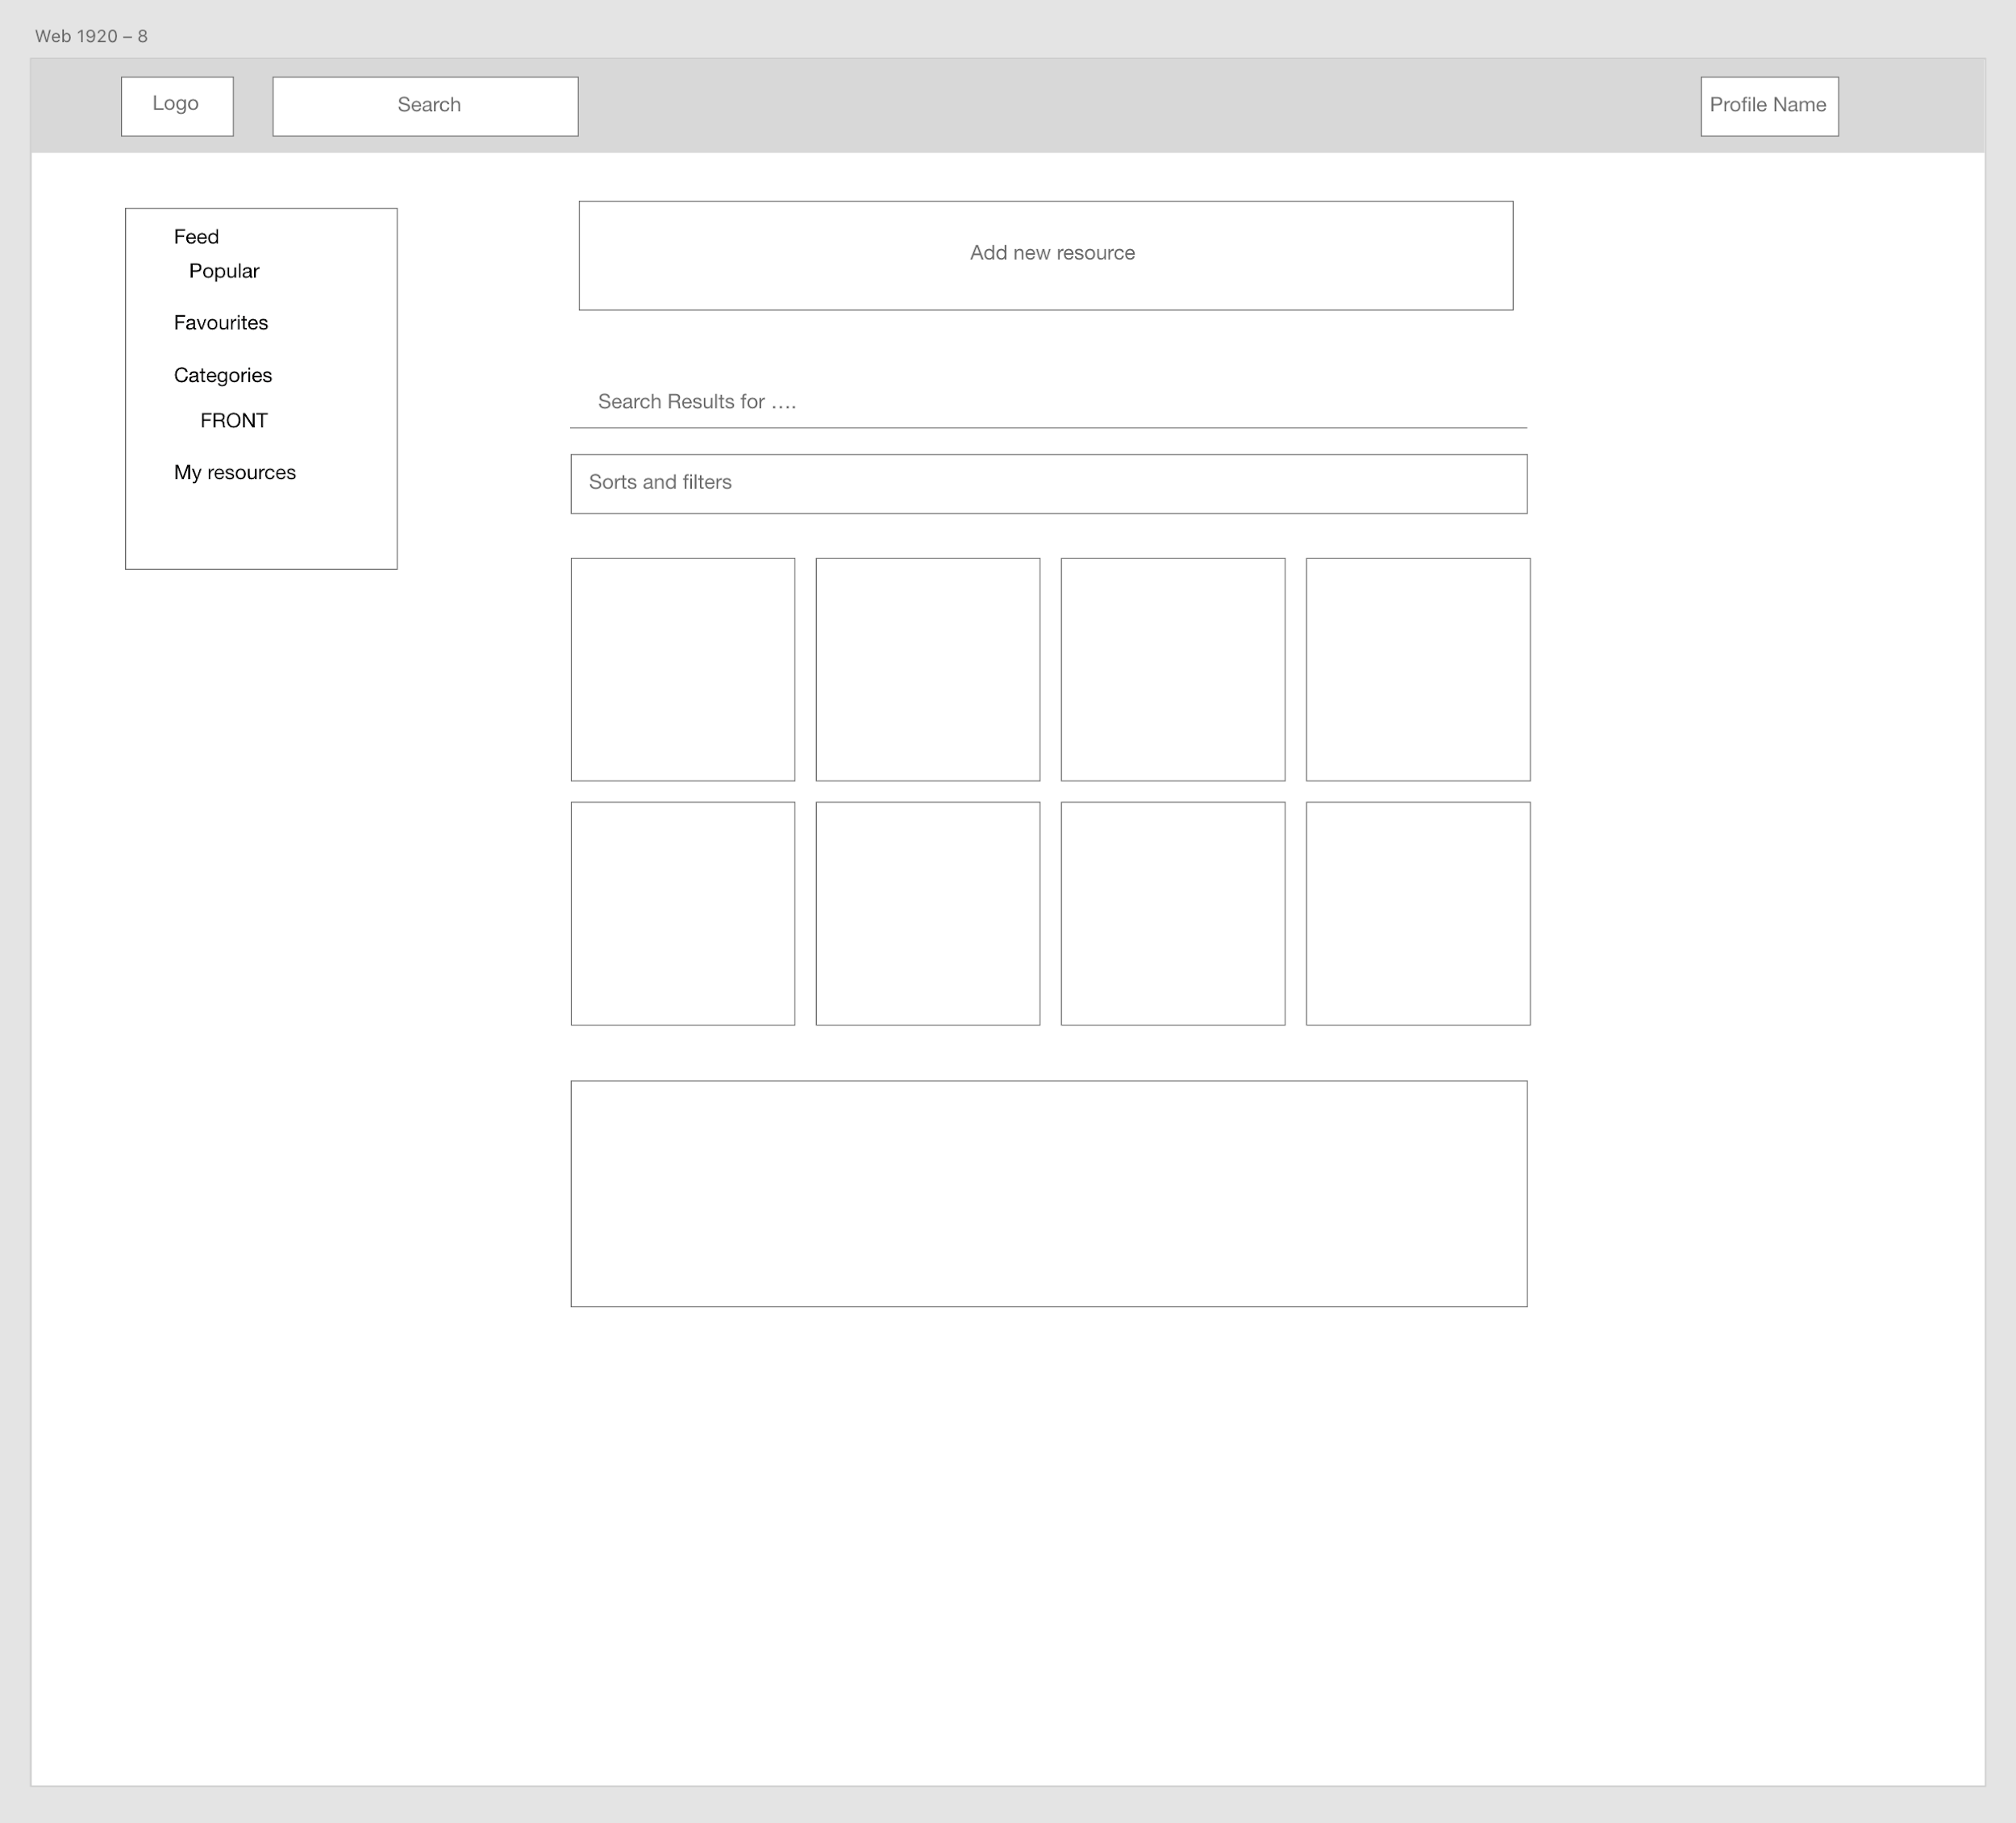 Web 1920 – 8
Logo
Search
Profile Name
Feed
Popular
Favourites
Categories
FRONT
My resources
Add new resource
Search Results for ....
Sorts and filters